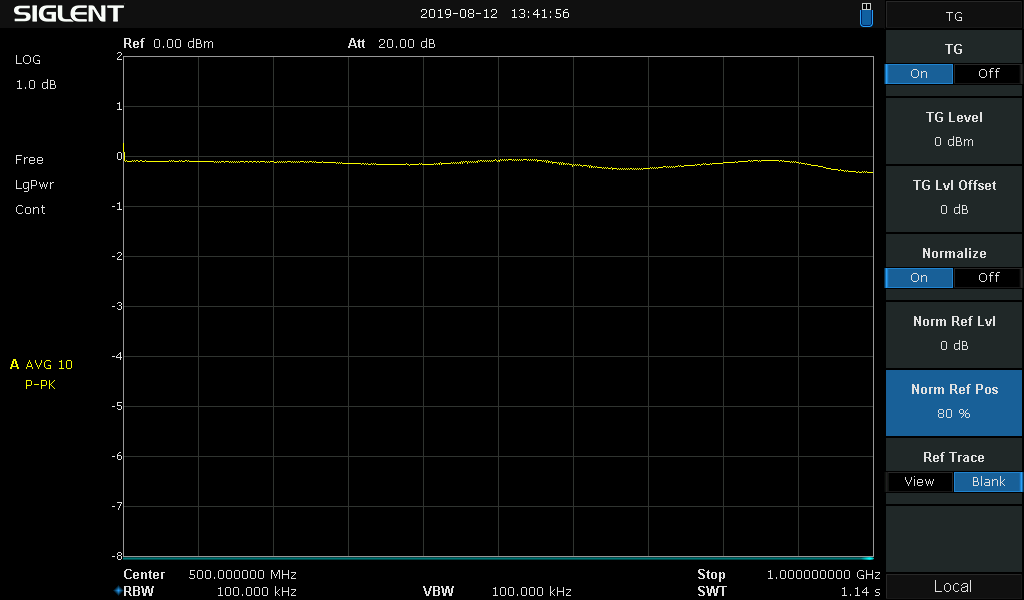 SIGLENT
2019-08-12 13:41:56
TG
Ref 0.00 dBm
Att 20.00 dB
LOG
1.0 dB
Free
LgPwr
Cont
A AVG 10
P-PK
2
1
0
-1
-2
-3
-4
-5
-6
-7
-8
Center 500.000000 MHz
Stop 1.000000000 GHz
RBW 100.000 kHz
VBW 100.000 kHz
SWT 1.14 s
TG
On Off
TG Level
0 dBm
TG Lvl Offset
0 dB
Normalize
On Off
Norm Ref Lvl
0 dB
Norm Ref Pos
80 %
Ref Trace
View Blank
Local